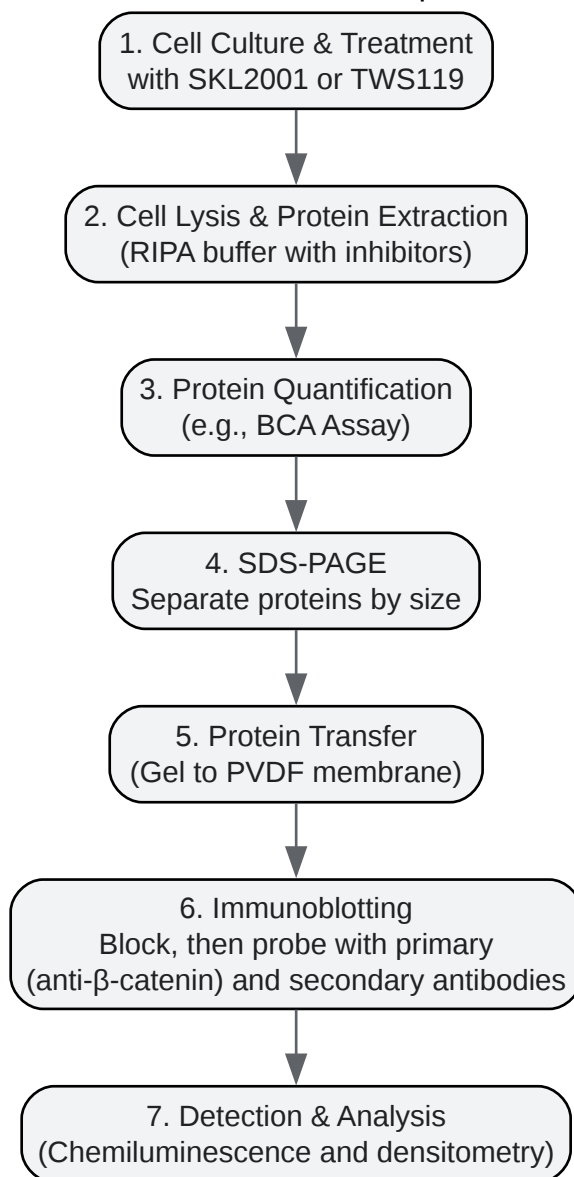 1. Cell Culture & Treatment
with SKL2001 or TWS119
2. Cell Lysis & Protein Extraction
(RIPA buffer with inhibitors)
3. Protein Quantification
(e.g., BCA Assay)
4. SDS-PAGE
Separate proteins by size
5. Protein Transfer
(Gel to PVDF membrane)
6. Immunoblotting
Block, then probe with primary
(anti-β-catenin) and secondary antibodies
7. Detection & Analysis
(Chemiluminescence and densitometry)